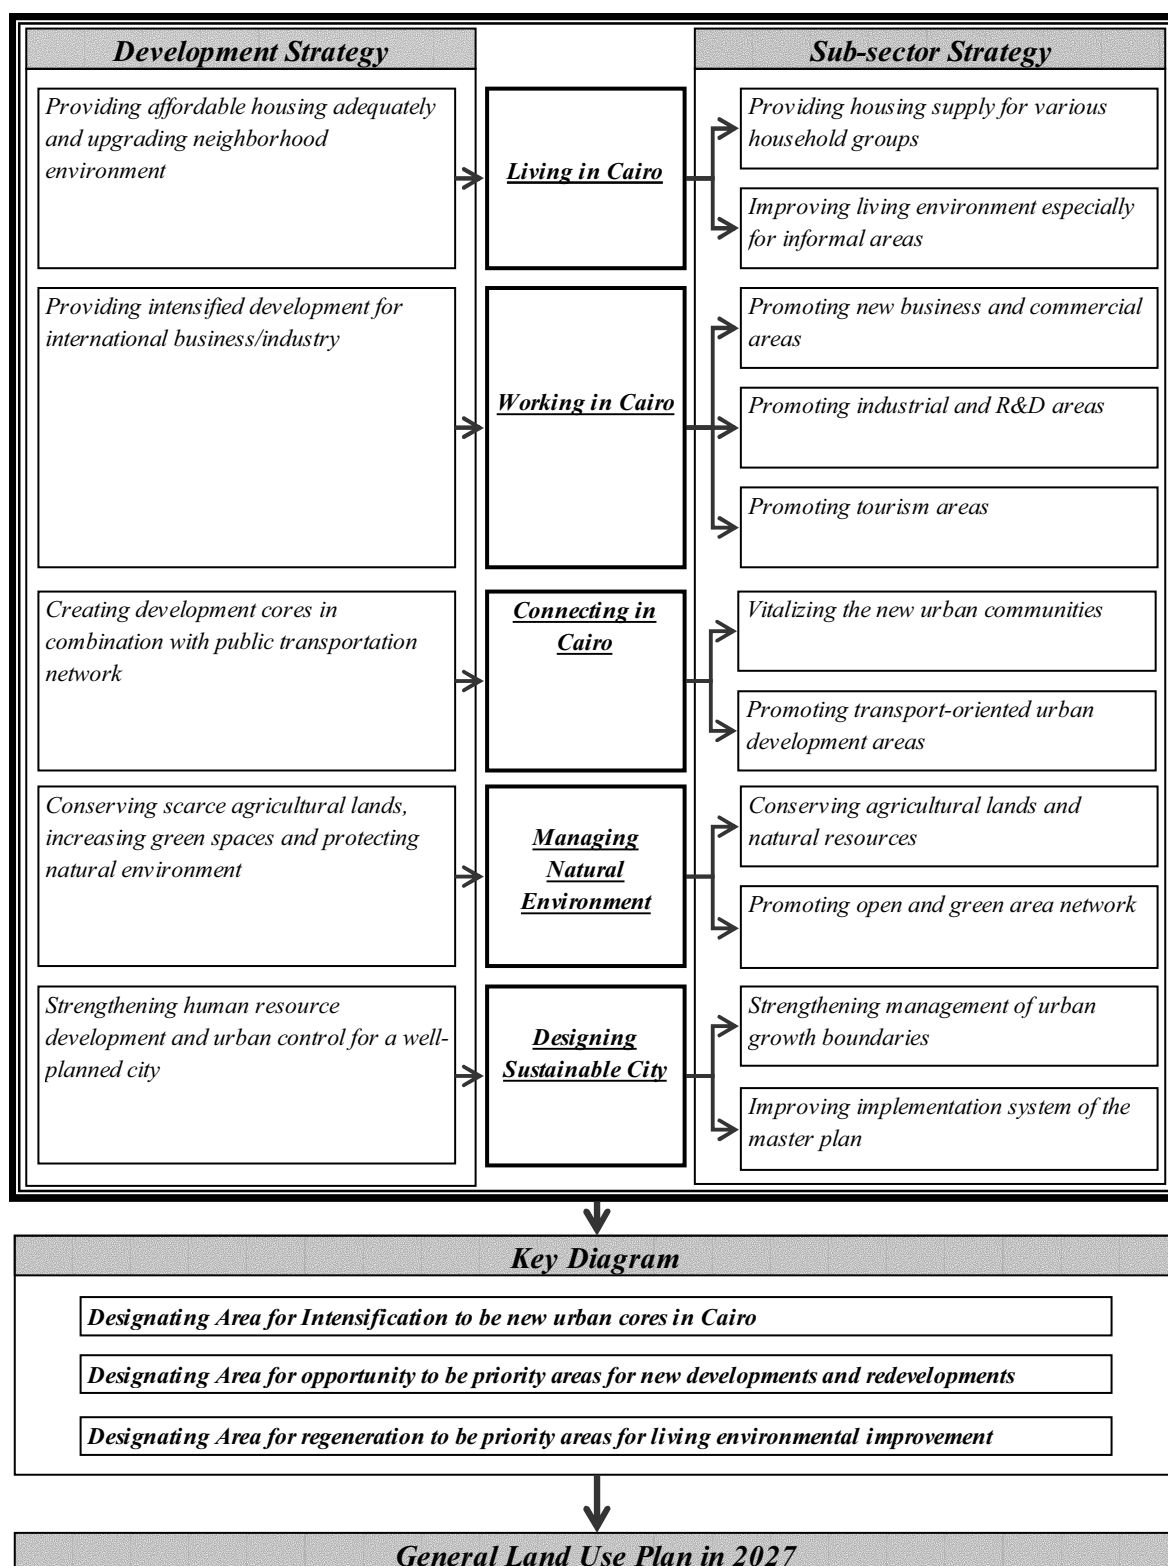 Development Strategy
Sub-sector Strategy
Providing affordable housing adequately
and upgrading neighborhood
environment
Living in Cairo
Providing housing supply for various
household groups
Improving living environment especially
for informal areas
Providing intensified development for
international business/industry
Working in Cairo
Promoting new business and commercial
areas
Promoting industrial and R&D areas
Promoting tourism areas
Creating development cores in
combination with public transportation
network
Connecting in
Cairo
Vitalizing the new urban communities
Promoting transport-oriented urban
development areas
Conserving scarce agricultural lands,
increasing green spaces and protecting
natural environment
Managing
Natural
Environment
Conserving agricultural lands and
natural resources
Promoting open and green area network
Strengthening human resource
development and urban control for a well-
planned city
Designing
Sustainable City
Strengthening management of urban
growth boundaries
Improving implementation system of the
master plan
Key Diagram
Designating Area for Intensification to be new urban cores in Cairo
Designating Area for opportunity to be priority areas for new developments and redevelopments
Designating Area for regeneration to be priority areas for living environmental improvement
General Land Use Plan in 2027